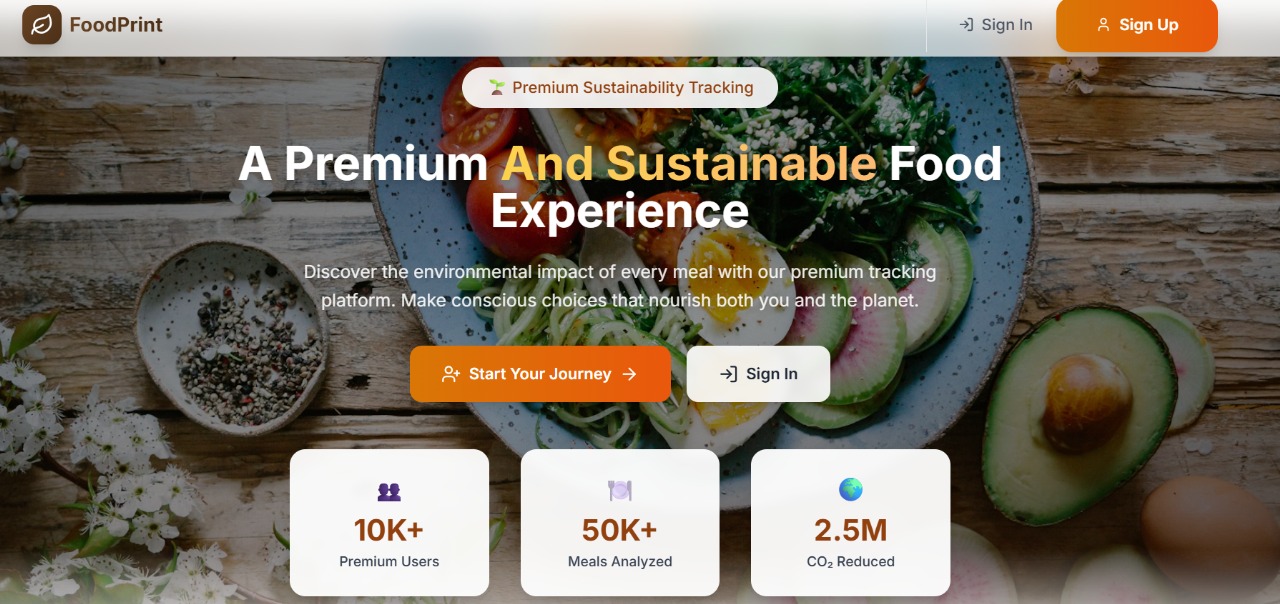 FoodPrint
Sign In
Sign Up
Premium Sustainability Tracking
A Premium And Sustainable Food
Experience
Discover the environmental impact of every meal with our premium tracking
platform. Make conscious choices that nourish both you and the planet.
Start Your Journey
Sign In
10K+
Premium Users
50K+
Meals Analyzed
2.5M
CO₂ Reduced